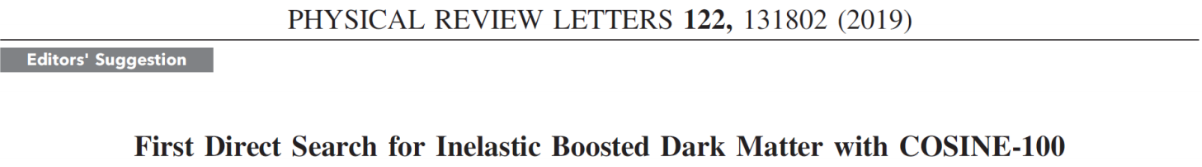 PHYSICAL REVIEW LETTERS 122, 131802 (2019)
Editors' Suggestion
First Direct Search for Inelastic Boosted Dark Matter with COSINE-100